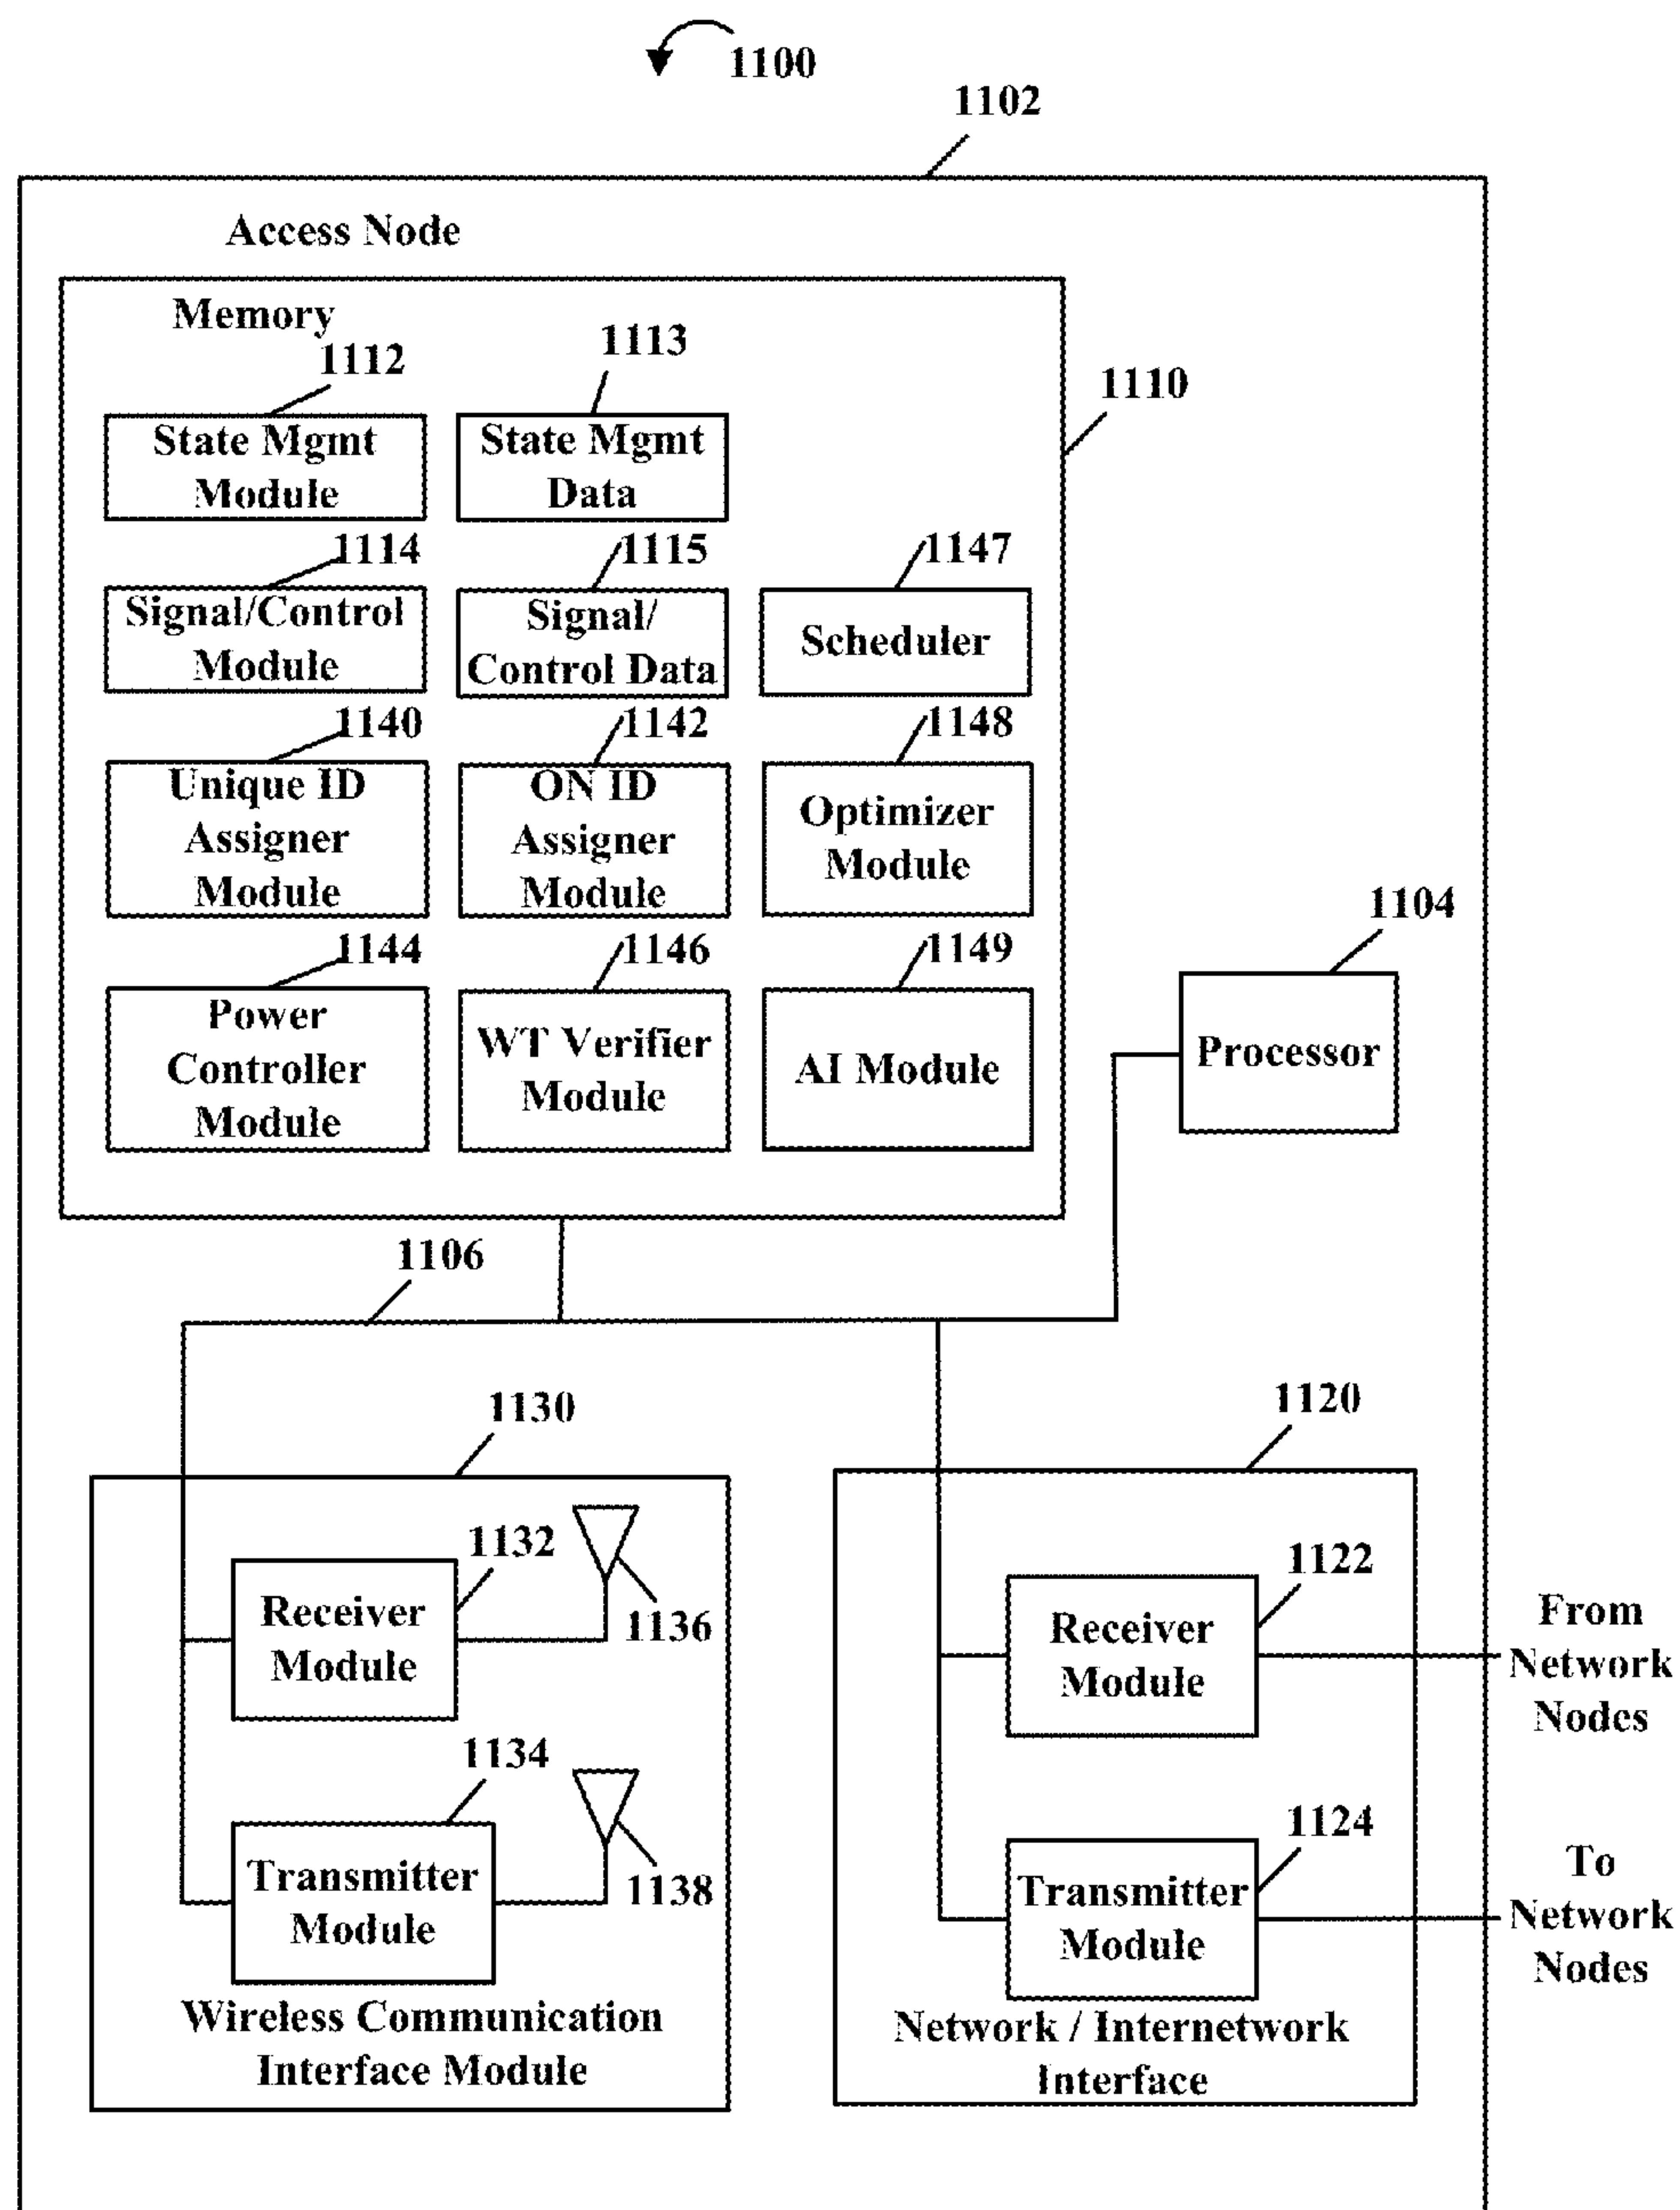 1100
1102
Access Node
Memory
1112
1113
1110
State Mgmt
Module
State Mgmt
Data
1114
1115
1147
Signal/Control
Module
Signal/
Control Data
Scheduler
1140
1142
1148
Unique ID
Assigner
Module
ON ID
Assigner
Module
Optimizer
Module
1104
1144
1146
1149
Power
Controller
Module
WT Verifier
Module
AI Module
Processor
1106
1130
1120
1132
1136
Receiver
Module
1122
Receiver
Module
From
Network
Nodes
1134
1138
Transmitter
Module
1124
Transmitter
Module
To
Network
Nodes
Wireless Communication
Interface Module
Network / Internetwork
Interface